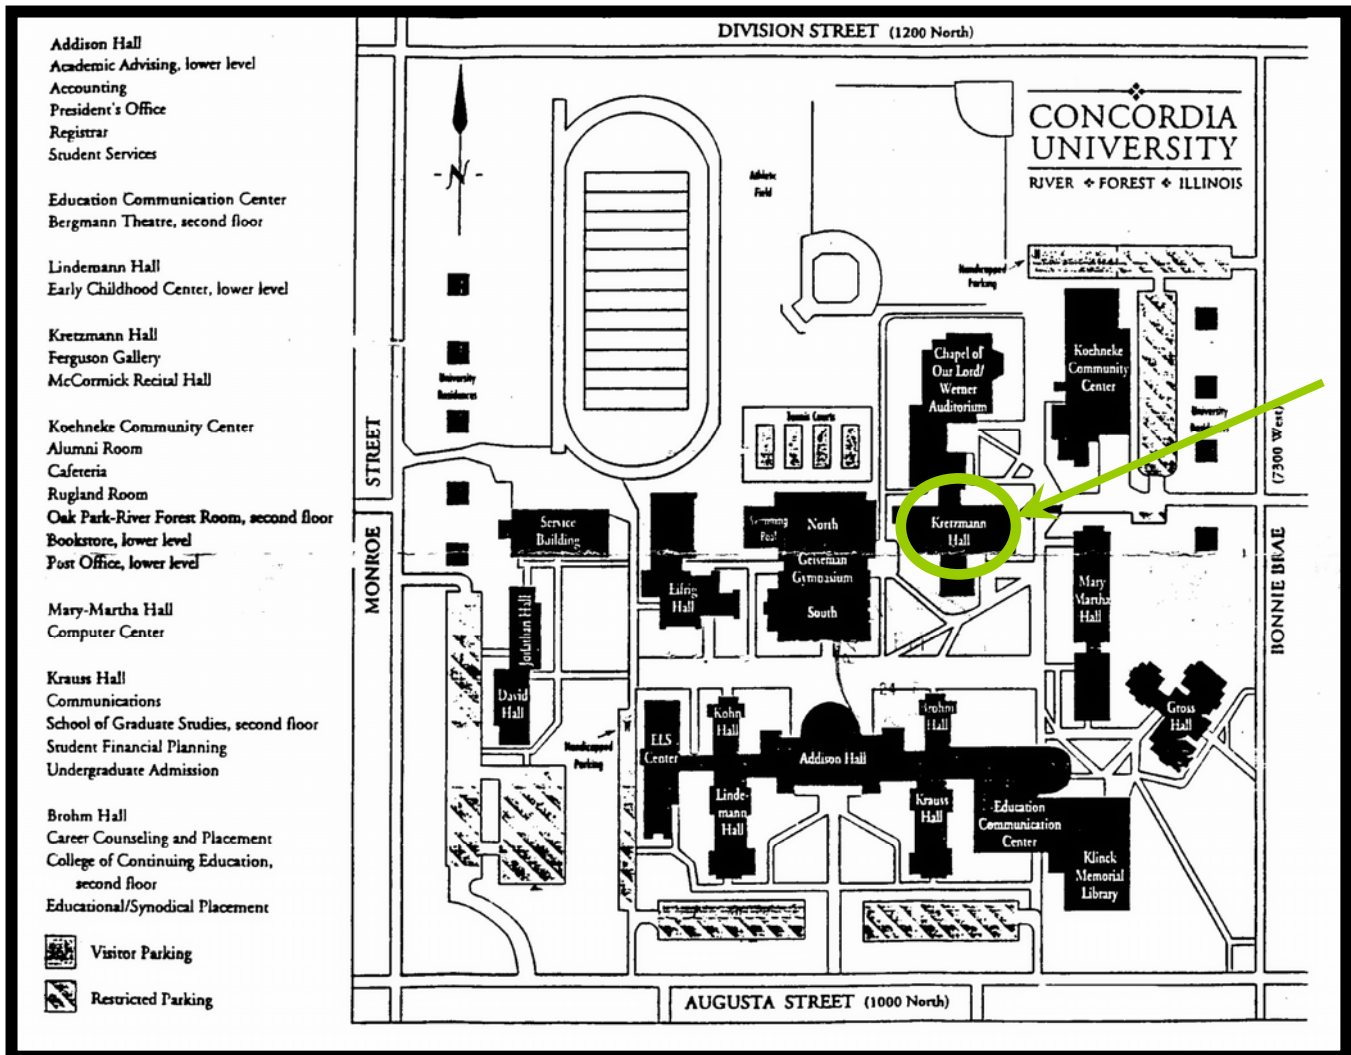 Addison Hall
Academic Advising, lower level
Accounting
President's Office
Registrar
Student Services
Education Communication Center
Bergmann Theatre, second floor
Lindemann Hall
Early Childhood Center, lower level
Kretzmann Hall
Ferguson Gallery
McCormick Recital Hall
Koehneke Community Center
Alumni Room
Cafeteria
Rugland Room
Oak Park-River Forest Room, second floor
Bookstore, lower level
Post Office, lower level
Mary-Martha Hall
Computer Center
Krauss Hall
Communications
School of Graduate Studies, second floor
Student Financial Planning
Undergraduate Admission
Brohm Hall
Career Counseling and Placement
College of Continuing Education,
second floor
Educational/Synodical Placement
Visitor Parking
Restricted Parking
DIVISION STREET (1200 North)
N
CONCORDIA
UNIVERSITY
RIVER ❖ FOREST ❖ ILLINOIS
Athletic
Field
Handicapped
Parking
Chapel of
Our Lord/
Werner
Auditorium
Koehneke
Community
Center
University
Residences
University
Tennis Courts
MONROE STREET
(7300 West)
BONNIE BRAE
Service
Building
Swimming
Pool
North
Geiseman
Gymnasium
South
Kretzmann
Hall
Eifrig
Hall
Mary
Martha
Hall
Jonathan Hall
David
Hall
Gross
Hall
Handicapped
Parking
ELS
Center
Kohn
Hall
Addison Hall
Brohm
Hall
Linde-
mann
Hall
Krauss
Hall
Education
Communication
Center
Klinck
Memorial
Library
AUGUSTA STREET (1000 North)